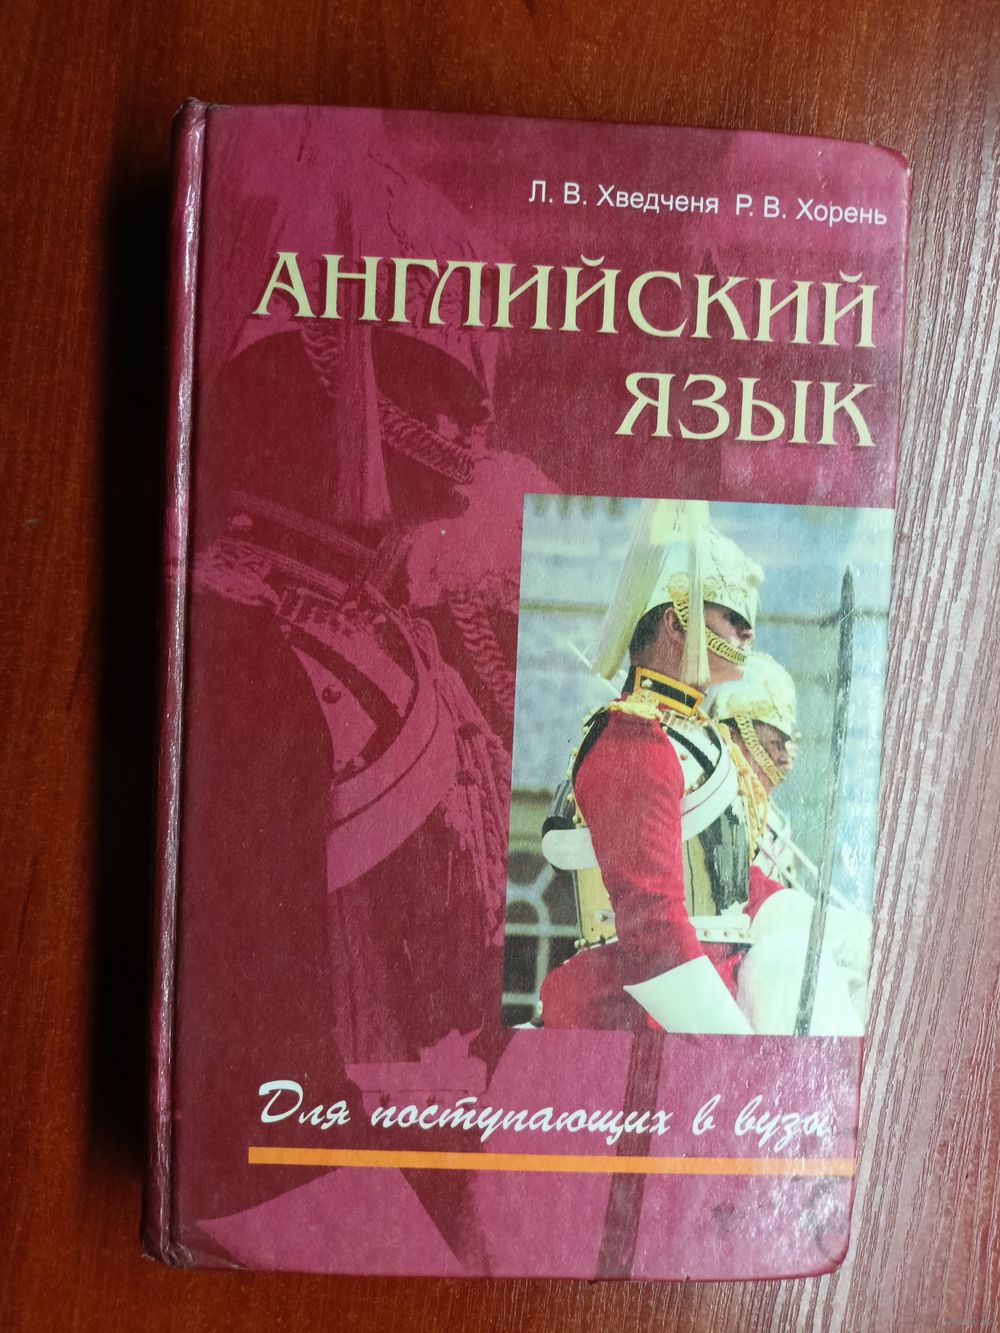 Л. В. Хведченя Р. В. Хорень
АНГЛИЙСКИЙ
ЯЗЫК
Для поступающих в вузы